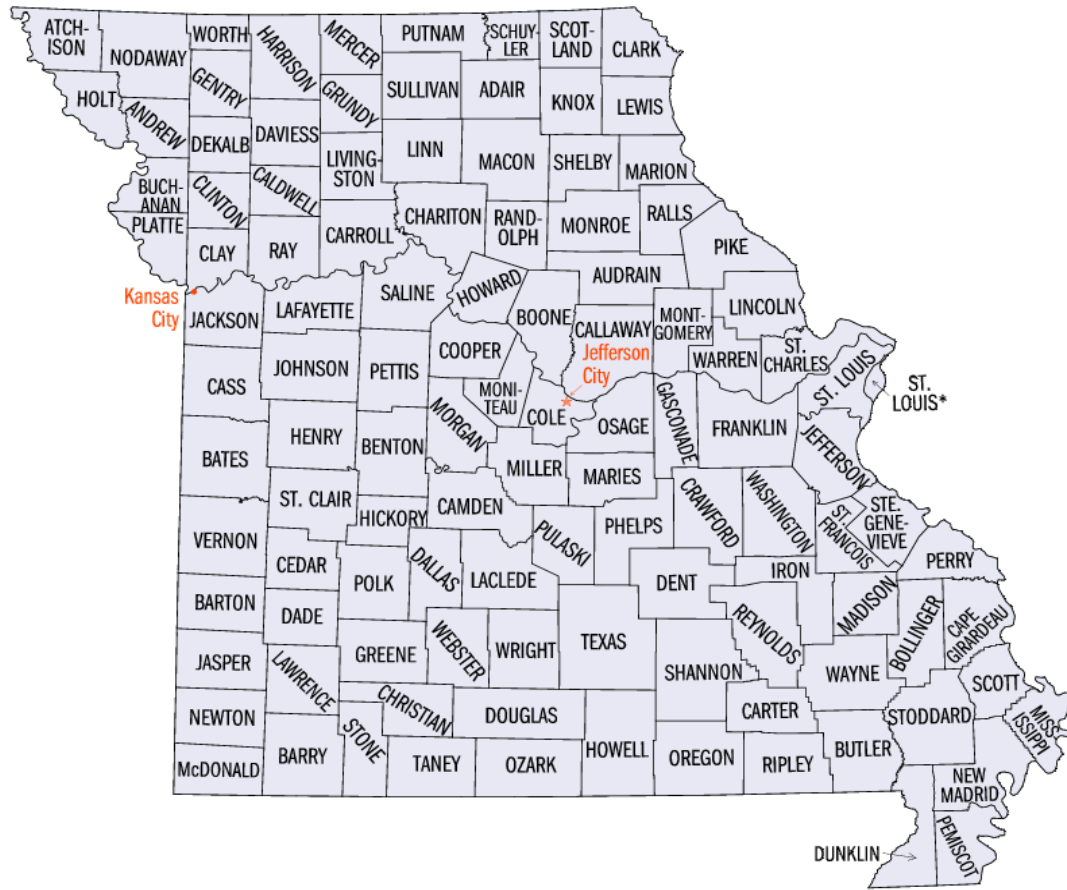 ATCH-
ISON
NODAWAY
WORTH
HARRISON
MERCER
PUTNAM
SCHUY-
LER
SCOT-
LAND
CLARK
HOLT
ANDREW
GENTRY
GRUNDY
SULLIVAN
ADAIR
KNOX
LEWIS
DEKALB
DAVIESS
LIVING-
STON
LINN
MACON
SHELBY
MARION
BUCH-
ANAN
CLINTON
CALDWELL
PLATTE
CLAY
RAY
CARROLL
CHARITON
RAND-
OLPH
MONROE
RALLS
PIKE
AUDRAIN
Kansas
City
JACKSON
LAFAYETTE
SALINE
HOWARD
BOONE
CALLAWAY
MONT-
GOMERY
LINCOLN
Jefferson
City
WARREN
ST.
CHARLES
ST. LOUIS
ST.
LOUIS*
CASS
JOHNSON
PETTIS
COOPER
MONI-
TEAU
COLE
OSAGE
GASCONADE
FRANKLIN
JEFFERSON
BATES
HENRY
BENTON
MORGAN
MILLER
MARIES
ST. CLAIR
HICKORY
CAMDEN
PULASKI
PHELPS
CRAWFORD
WASHINGTON
ST.
FRANCOIS
STE.
GENE-
VIEVE
PERRY
VERNON
CEDAR
POLK
DALLAS
LACLEDE
DENT
IRON
MADISON
BOLLINGER
CAPE
GIRARDEAU
BARTON
DADE
GREENE
WEBSTER
WRIGHT
TEXAS
REYNOLDS
JASPER
LAWRENCE
CHRISTIAN
DOUGLAS
SHANNON
WAYNE
SCOTT
NEWTON
CARTER
STODDARD
MISS
ISSIPPI
McDONALD
BARRY
STONE
TANEY
OZARK
HOWELL
OREGON
RIPLEY
BUTLER
NEW
MADRID
DUNKLIN
PEMISCOT